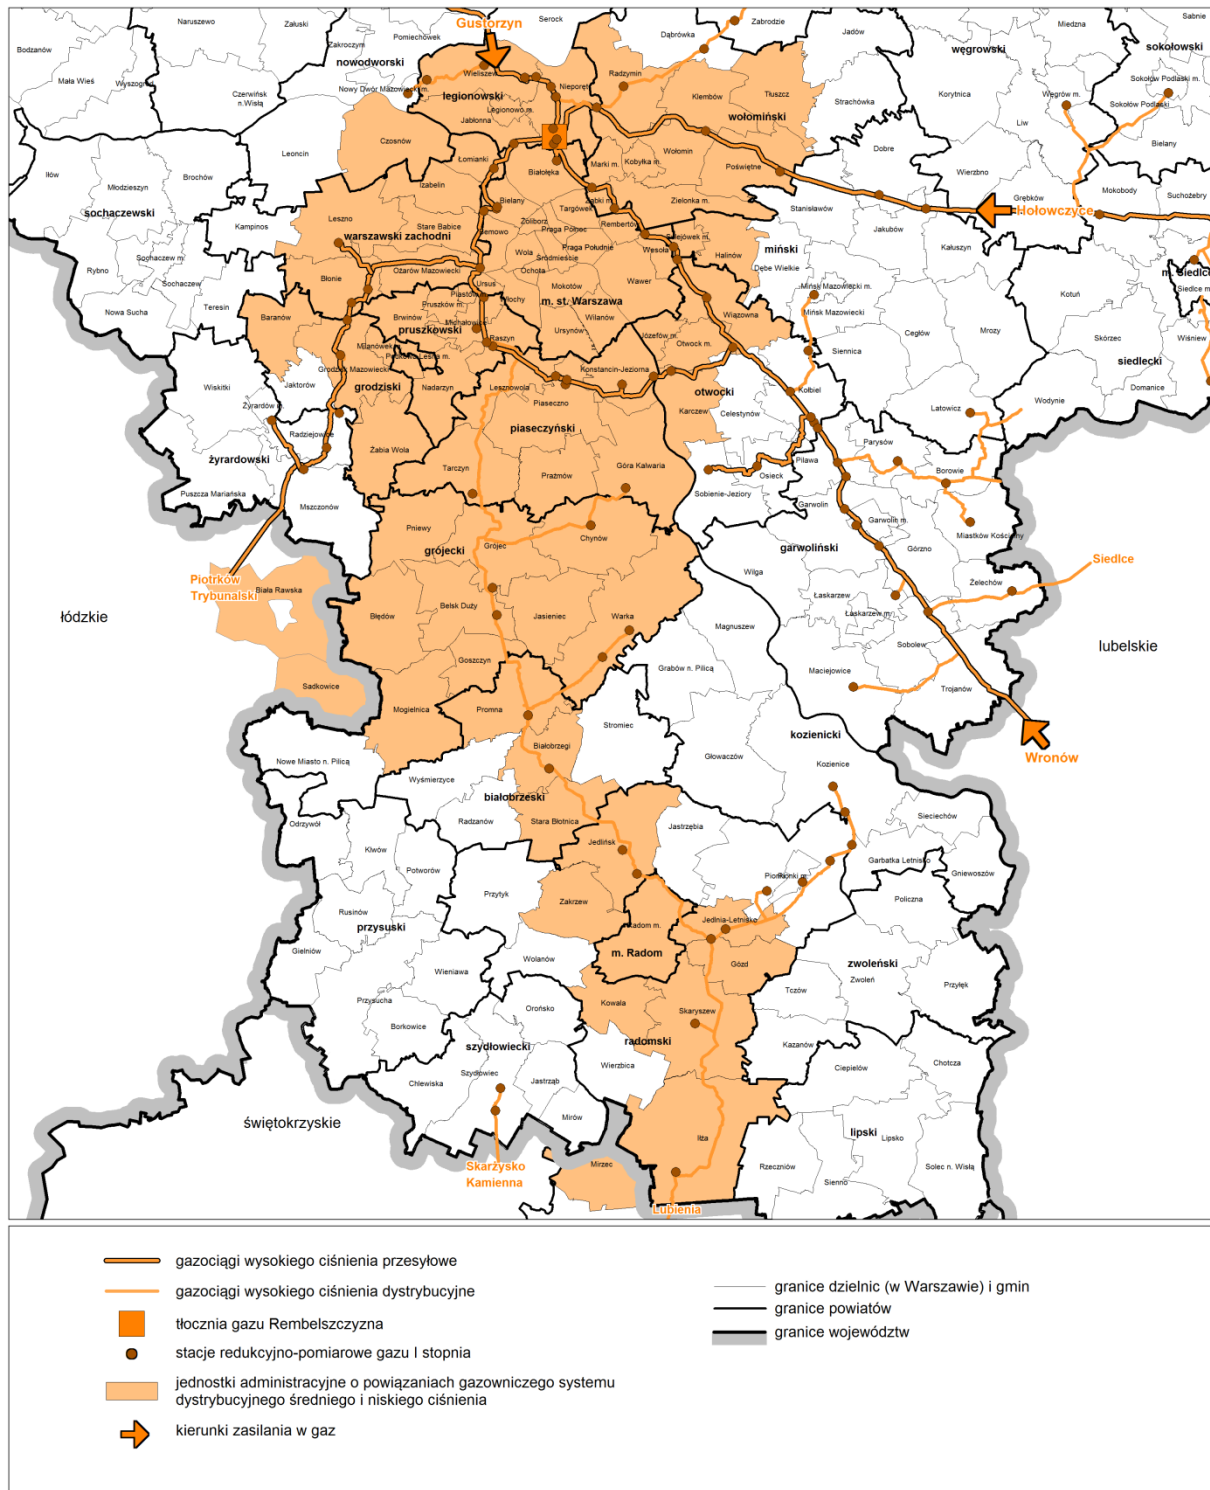 Naruszewo
Załuski
Pomiechówek
Serock
Zabrodzie
Miedzna
Sabnie
Gustorzyn
Bodzanów
Zakroczym
Dąbrówka
Jadów
węgrowski
sokołowski
Mała Wieś
Wyszogród
nowodworski
Wieliszew
Radzymin
Sokołów Podlaski m.
Czerwińsk
n.Wisłą
Nowy Dwór Mazowiecki m.
Nieporęt
Klembów
Tłuszcz
Strachówka
Korytnica
Węgrów m.
Sokołów Podlaski
legionowski
Legionowo m.
wołomiński
Liw
Jabłonna
Czosnów
Leoncin
Łomianki
Wołomin
Dobre
Bielany
Kobyłka m.
Marki m.
Białołęka
Poświętne
Wierzbno
Iłów
Młodzieszyn
Brochów
Izabelin
Bielany
Ząbki m.
Zielonka m.
Grębków
Mokobody
Suchożebry
sochaczewski
Leszno
Żoliborz
Targówek
Stanisławów
Hołowczyce
Kampinos
Stare Babice
Praga Północ
Rembertów
Jakubów
warszawski zachodni
Wola
Praga Południe
Wesoła
miński
Kałuszyn
Sochaczew m.
Śródmieście
Halinów
Rybno
Sochaczew
Błonie
Ożarów Mazowiecki
Ochota
Dębe Wielkie
m. Siedlce
Teresin
Ursus
Mokotów
Wawer
Mińsk Mazowiecki m.
Kotuń
Siedlce m.
Włochy
m. st. Warszawa
Nowa Sucha
Baranów
Brwinów
Pruszków m.
Michałowice
Wilanów
Wiązowna
Mińsk Mazowiecki
pruszkowski
Ursynów
Cegłów
Mrozy
Skórzec
Wiśniew
Milanówek m.
Raszyn
Józefów m.
Otwock m.
Siennica
siedlecki
Grodzisk Mazowiecki
Konstancin-Jeziorna
Wiskitki
Jaktorów
grodziski
Nadarzyn
Lesznowola
otwocki
Kołbiel
Domanice
Żyrardów m.
Piaseczno
Karczew
Celestynów
Latowicz
Wodynie
Radziejowice
piaseczyński
Parysów
żyrardowski
Żabia Wola
Tarczyn
Prażmów
Góra Kalwaria
Osieck
Pilawa
Borowie
Puszcza Mariańska
Sobienie-Jeziory
Mszczonów
Garwolin
Pniewy
Garwolin m.
Miastków Kościelny
grójecki
Grójec
Chynów
garwoliński
Górzno
Siedlce
Piotrków
Trybunalski
Biała Rawska
Wilga
Żelechów
łódzkie
Belsk Duży
Łaskarzew
Błędów
Jasieniec
Warka
Magnuszew
Łaskarzew m.
Sobolew
lubelskie
Goszczyn
Grabów n. Pilicą
Maciejowice
Trojanów
Sadkowice
Mogielnica
Promna
Stromiec
kozienicki
Białobrzegi
Głowaczów
Wronów
Nowe Miasto n. Pilicą
Wyśmierzyce
Kozienice
białobrzeski
Odrzywół
Radzanów
Stara Błotnica
Jastrzębia
Sieciechów
Klwów
Jedlińsk
Garbatka Letnisko
Potworów
Gniewoszów
Przytyk
Zakrzew
Policzna
Rusinów
przysuski
Radom m.
Jedlnia-Letnisko
Gielniów
m. Radom
Wolanów
Gózd
zwoleński
Wieniawa
Zwoleń
Przyłęk
Przysucha
Tczów
Orońsko
Kowala
Skaryszew
Borkowice
szydłowiecki
radomski
Kazanów
Wierzbica
Ciepielów
Chotcza
Chlewiska
Szydłowiec
Jastrząb
świętokrzyskie
Mirów
Iłża
lipski
Lipsko
Skarżysko
Kamienna
Mirzec
Rzeczniów
Sienno
Solec n. Wisłą
Lubienia
gazociągi wysokiego ciśnienia przesyłowe
gazociągi wysokiego ciśnienia dystrybucyjne
tłocznia gazu Rembelszczyzna
stacje redukcyjno-pomiarowe gazu I stopnia
jednostki administracyjne o powiązaniach gazowniczego systemu
dystrybucyjnego średniego i niskiego ciśnienia
kierunki zasilania w gaz
granice dzielnic (w Warszawie) i gmin
granice powiatów
granice województw